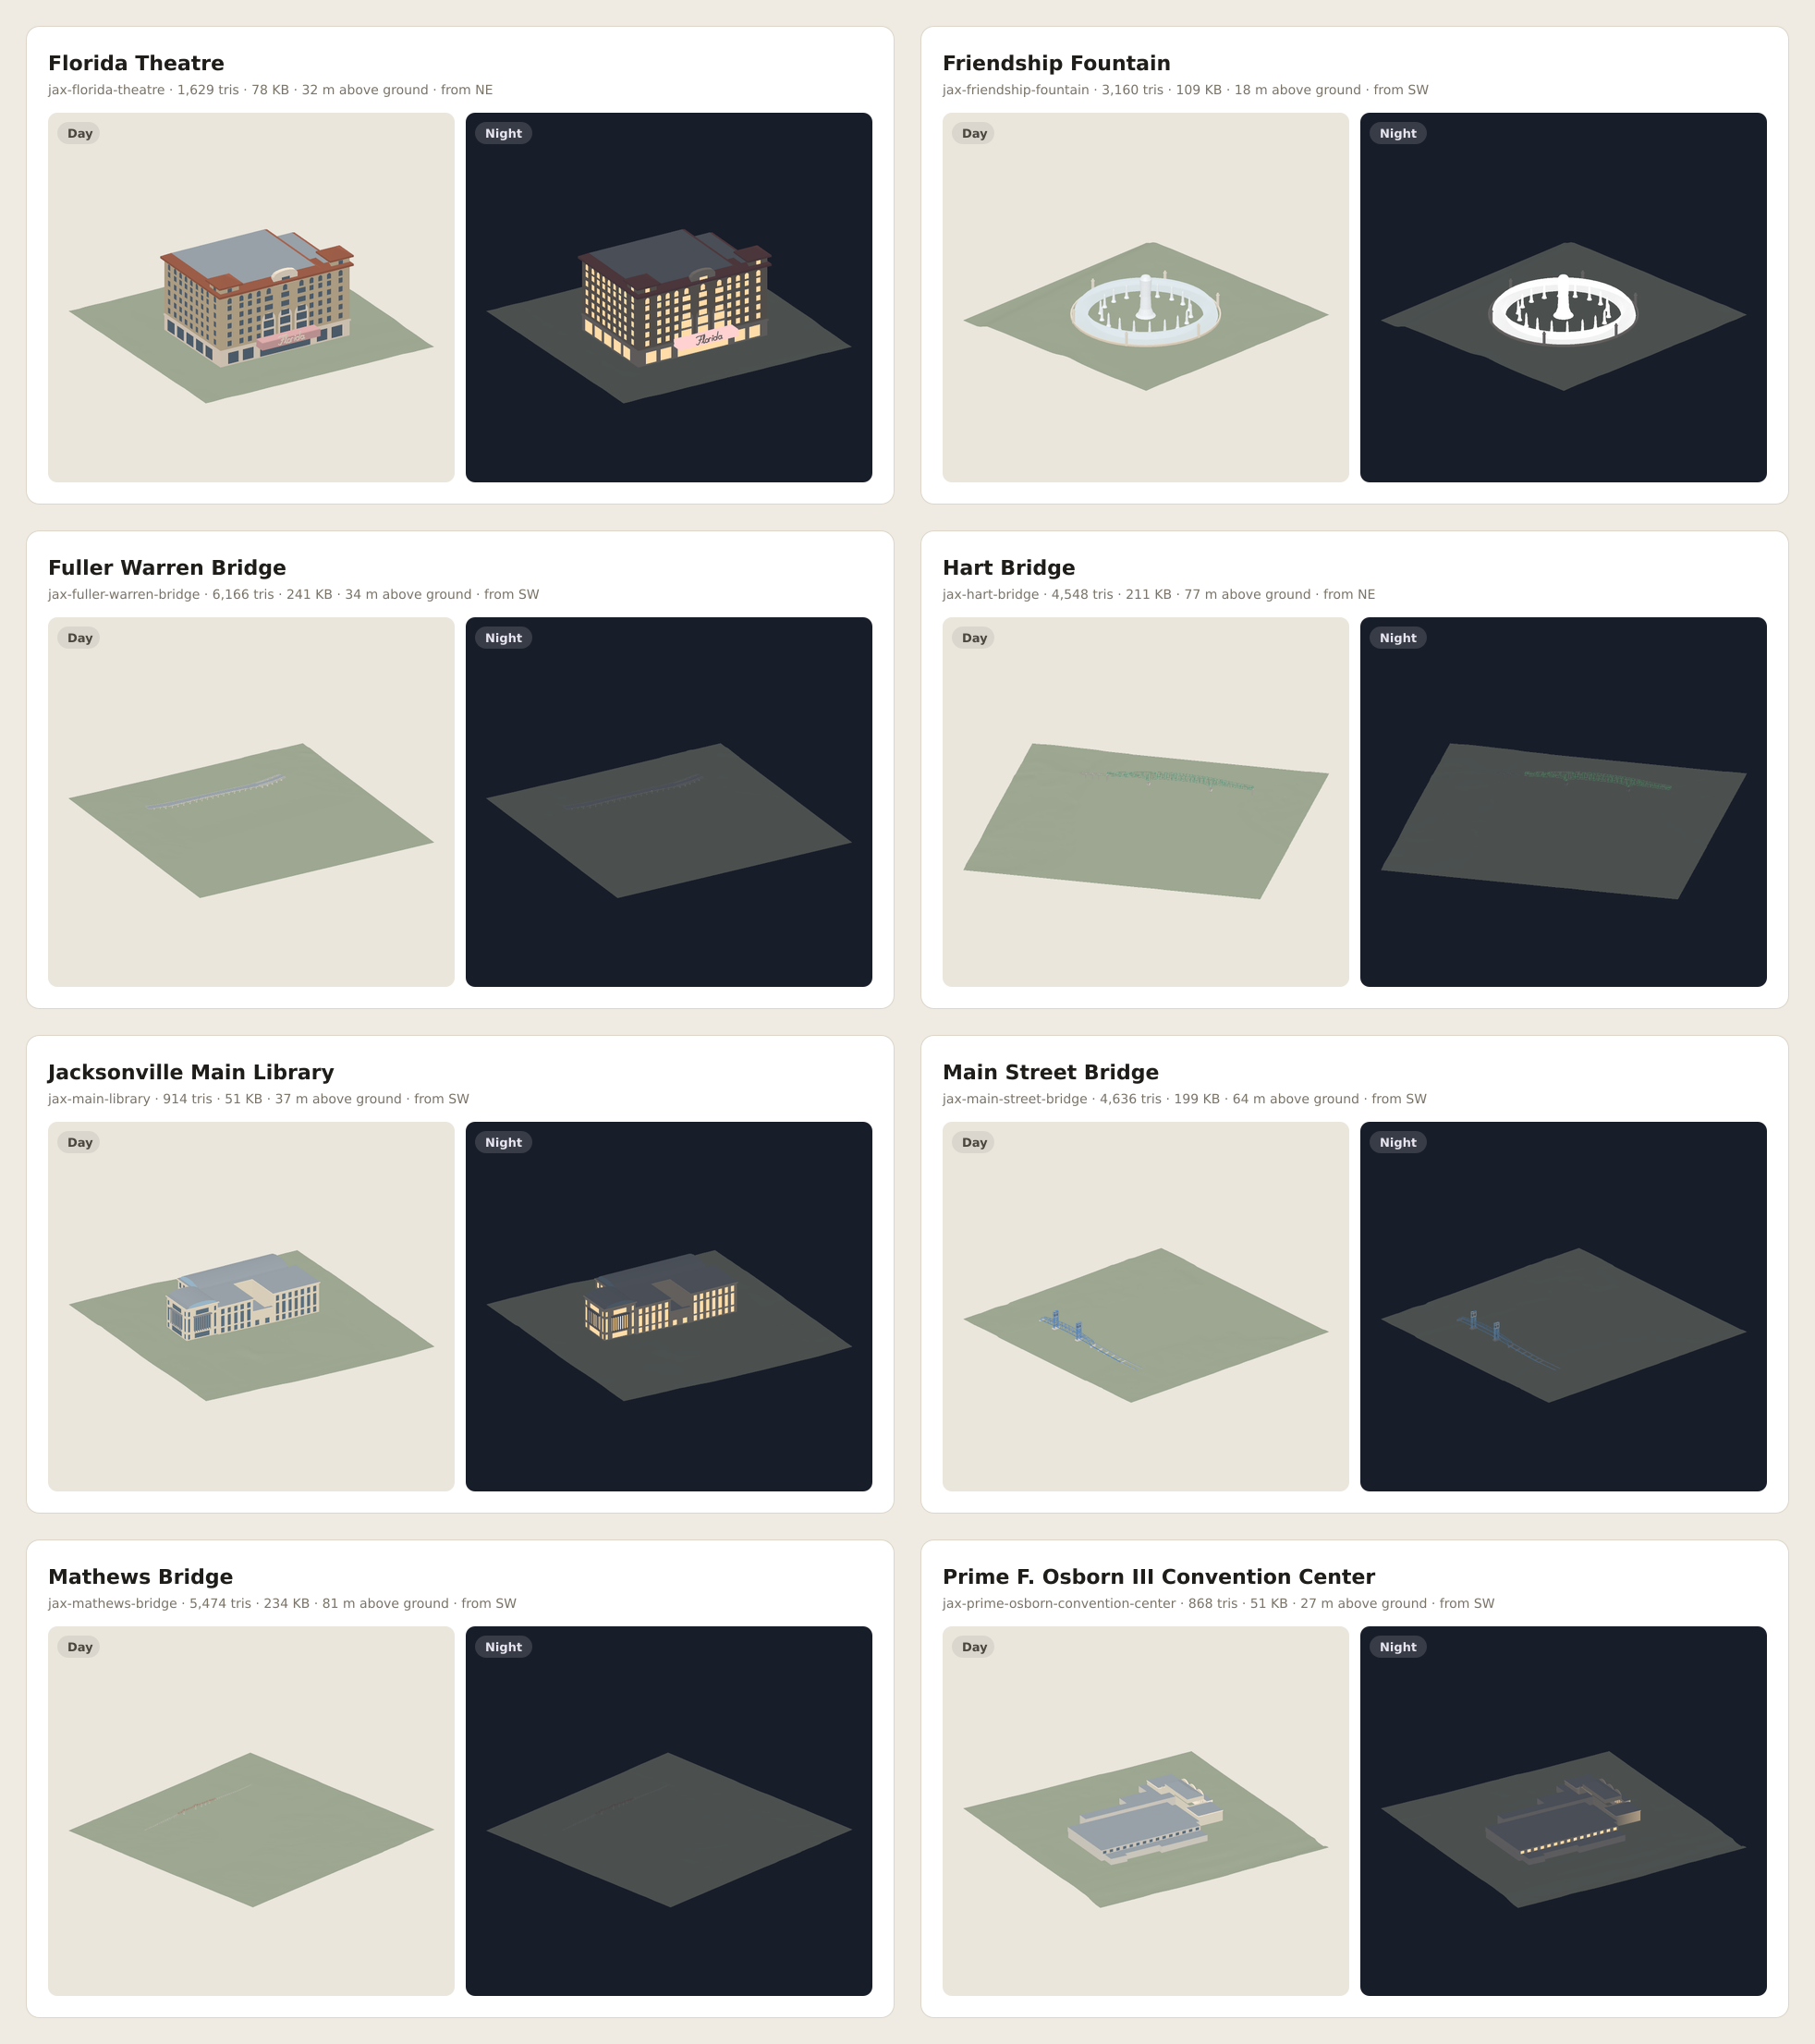 Florida Theatre
jax-florida-theatre · 1,629 tris · 78 KB · 32 m above ground · from NE
Day
Night
Florida
Friendship Fountain
jax-friendship-fountain · 3,160 tris · 109 KB · 18 m above ground · from SW
Day
Night
Fuller Warren Bridge
jax-fuller-warren-bridge · 6,166 tris · 241 KB · 34 m above ground · from SW
Day
Night
Hart Bridge
jax-hart-bridge · 4,548 tris · 211 KB · 77 m above ground · from NE
Day
Night
Jacksonville Main Library
jax-main-library · 914 tris · 51 KB · 37 m above ground · from SW
Day
Night
Main Street Bridge
jax-main-street-bridge · 4,636 tris · 199 KB · 64 m above ground · from SW
Day
Night
Mathews Bridge
jax-mathews-bridge · 5,474 tris · 234 KB · 81 m above ground · from SW
Day
Night
Prime F. Osborn III Convention Center
jax-prime-osborn-convention-center · 868 tris · 51 KB · 27 m above ground · from SW
Day
Night